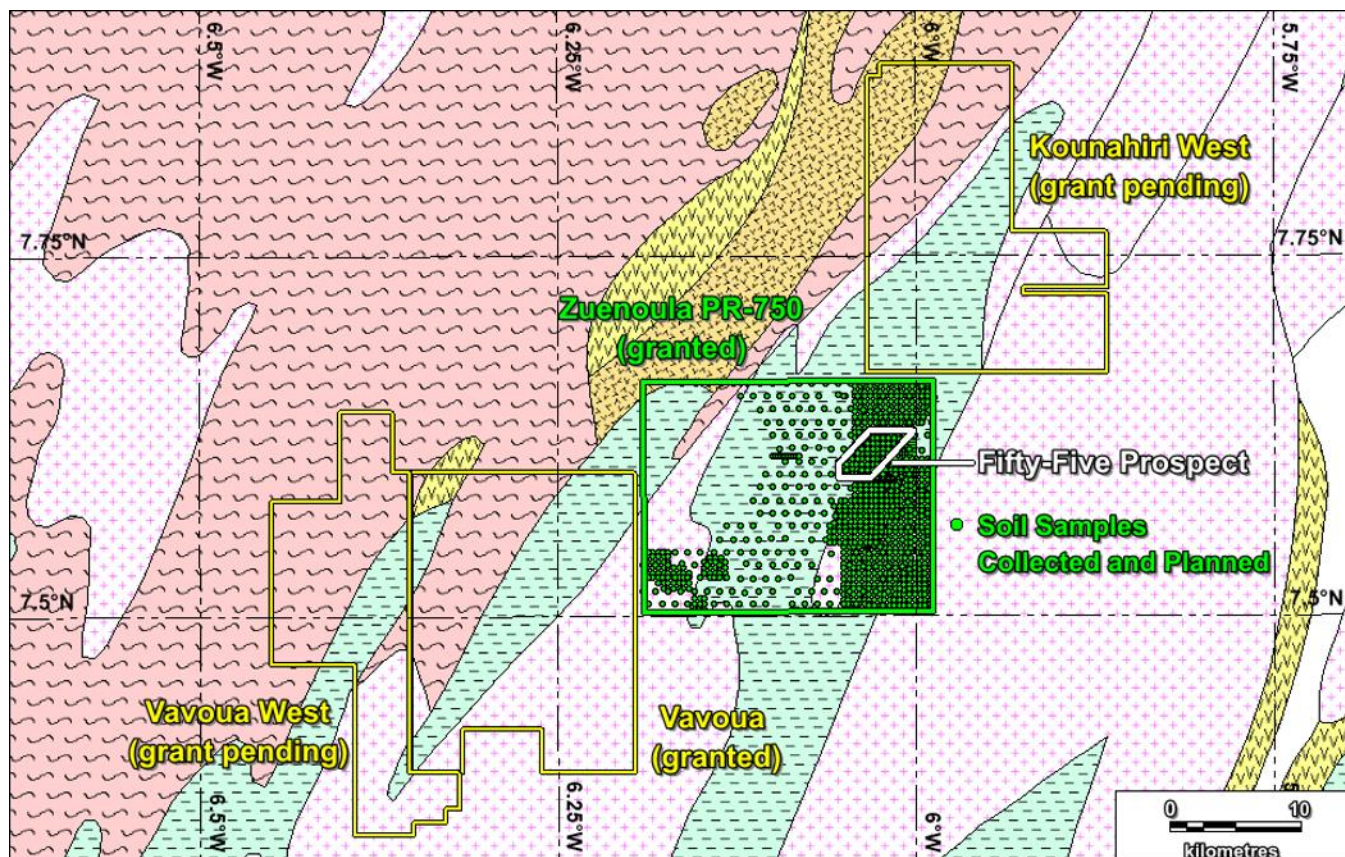 6.5°W
6.25°W
6°W
5.75°W
Kounahiri West
(grant pending)
7.75°N
7.75°N
Zuenoula PR-750
(granted)
Fifty-Five Prospect
Soil Samples
Collected and Planned
7.5°N
7.5°N
Vavoua West
(grant pending)
Vavoua
(granted)
6.5°W
6.25°W
6°W
5
0 10
kilometres